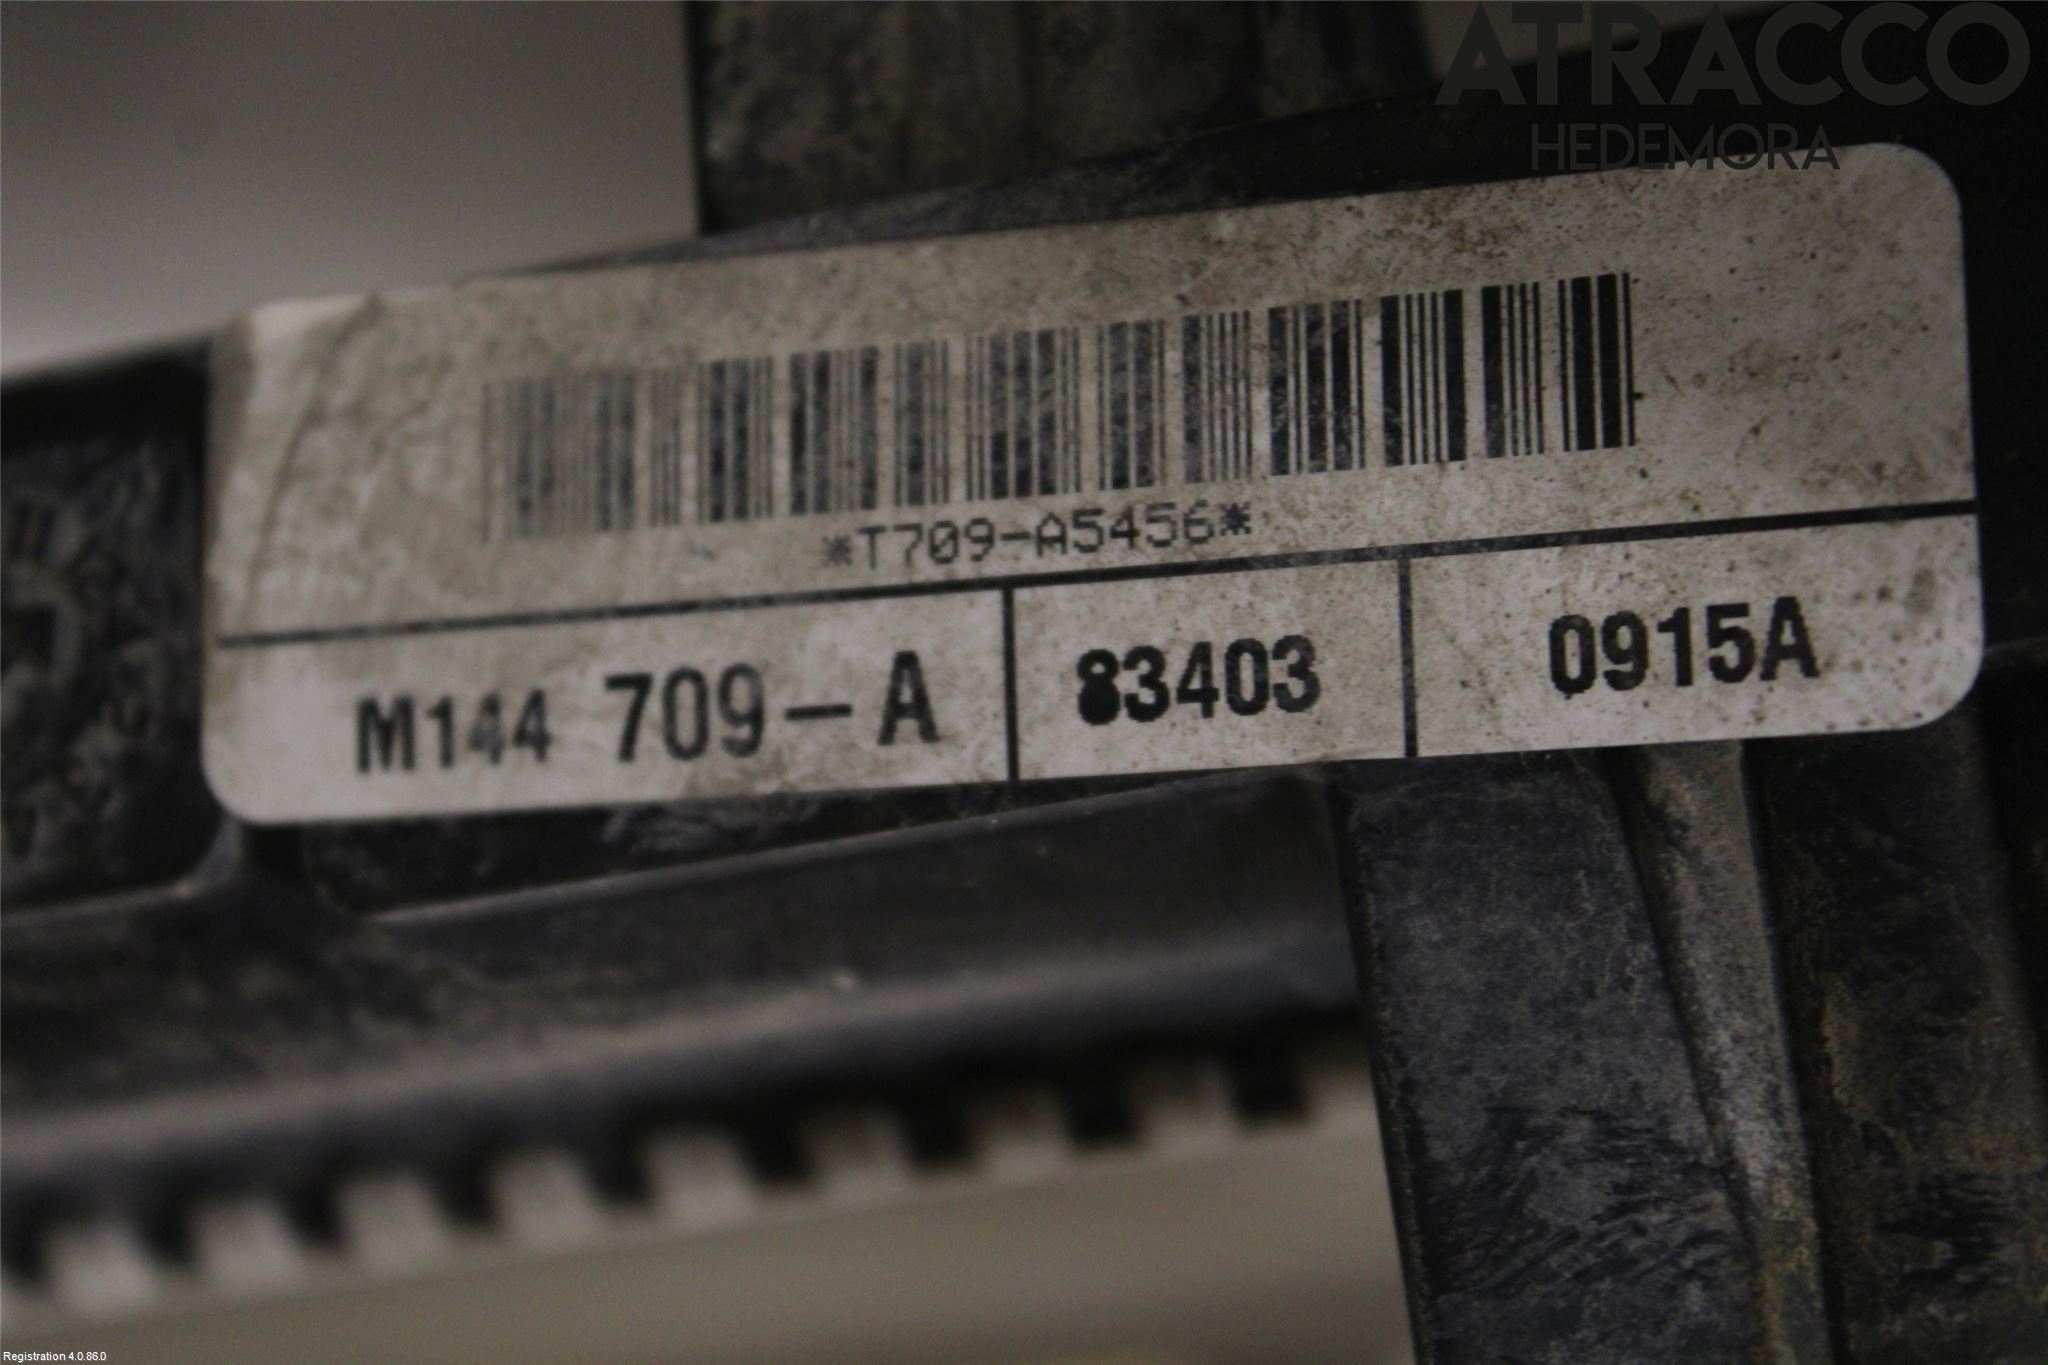 ATRACCO
HEDEMORA
*T709-A5456*
M144 709-A 83403 0915A
Registration 4.0.86.0